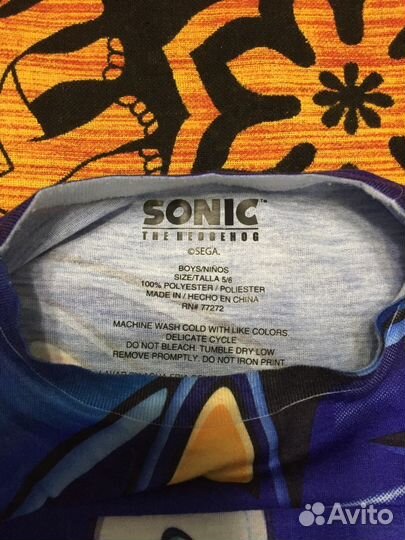 SONIC™
THE HEDGEHOG
©SEGA.
BOYS/NIÑOS
SIZE/TALLA 5/6
100% POLYESTER / POLIESTER
MADE IN / HECHO EN CHINA
RN# 77272
MACHINE WASH COLD WITH LIKE COLORS.
DELICATE CYCLE
DO NOT BLEACH. TUMBLE DRY LOW
REMOVE PROMPTLY. DO NOT IRON PRINT
Avito